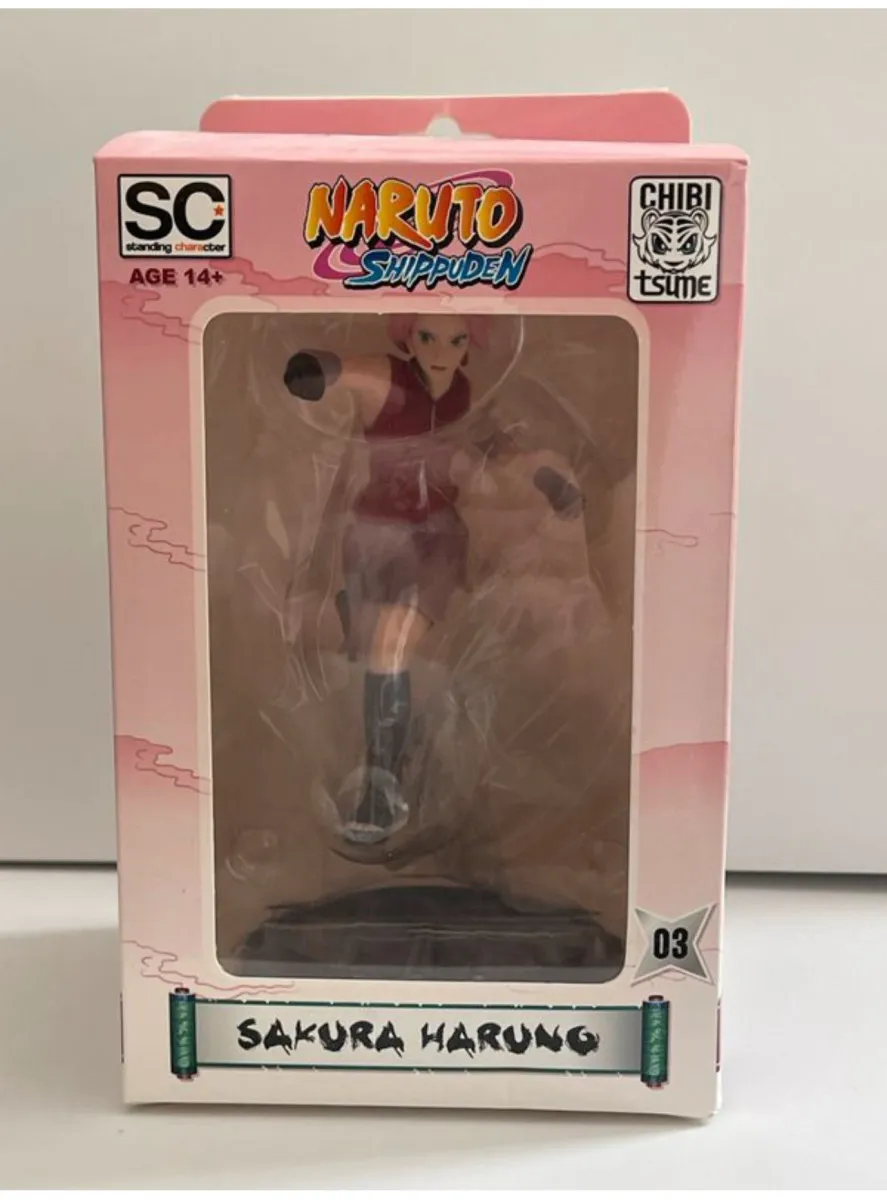 SC
standing character
AGE 14+
NARUTO
SHIPPUDEN
CHIBI
tsume
03
SAKURA HARUNO